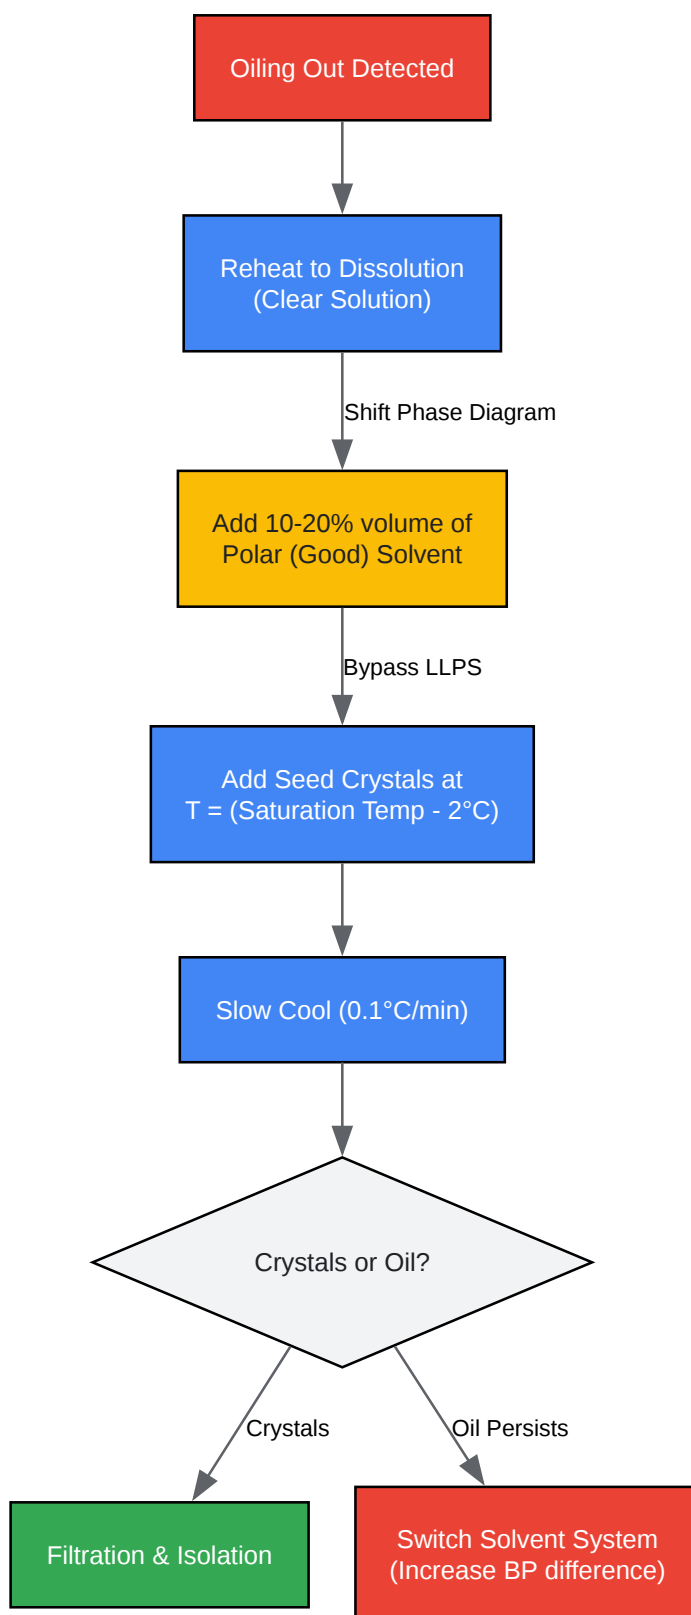 Oiling Out Detected
Reheat to Dissolution
(Clear Solution)
Shift Phase Diagram
Add 10-20% volume of
Polar (Good) Solvent
Bypass LLPS
Add Seed Crystals at
T = (Saturation Temp - 2°C)
Slow Cool (0.1°C/min)
Crystals or Oil?
Crystals
Oil Persists
Filtration & Isolation
Switch Solvent System
(Increase BP difference)